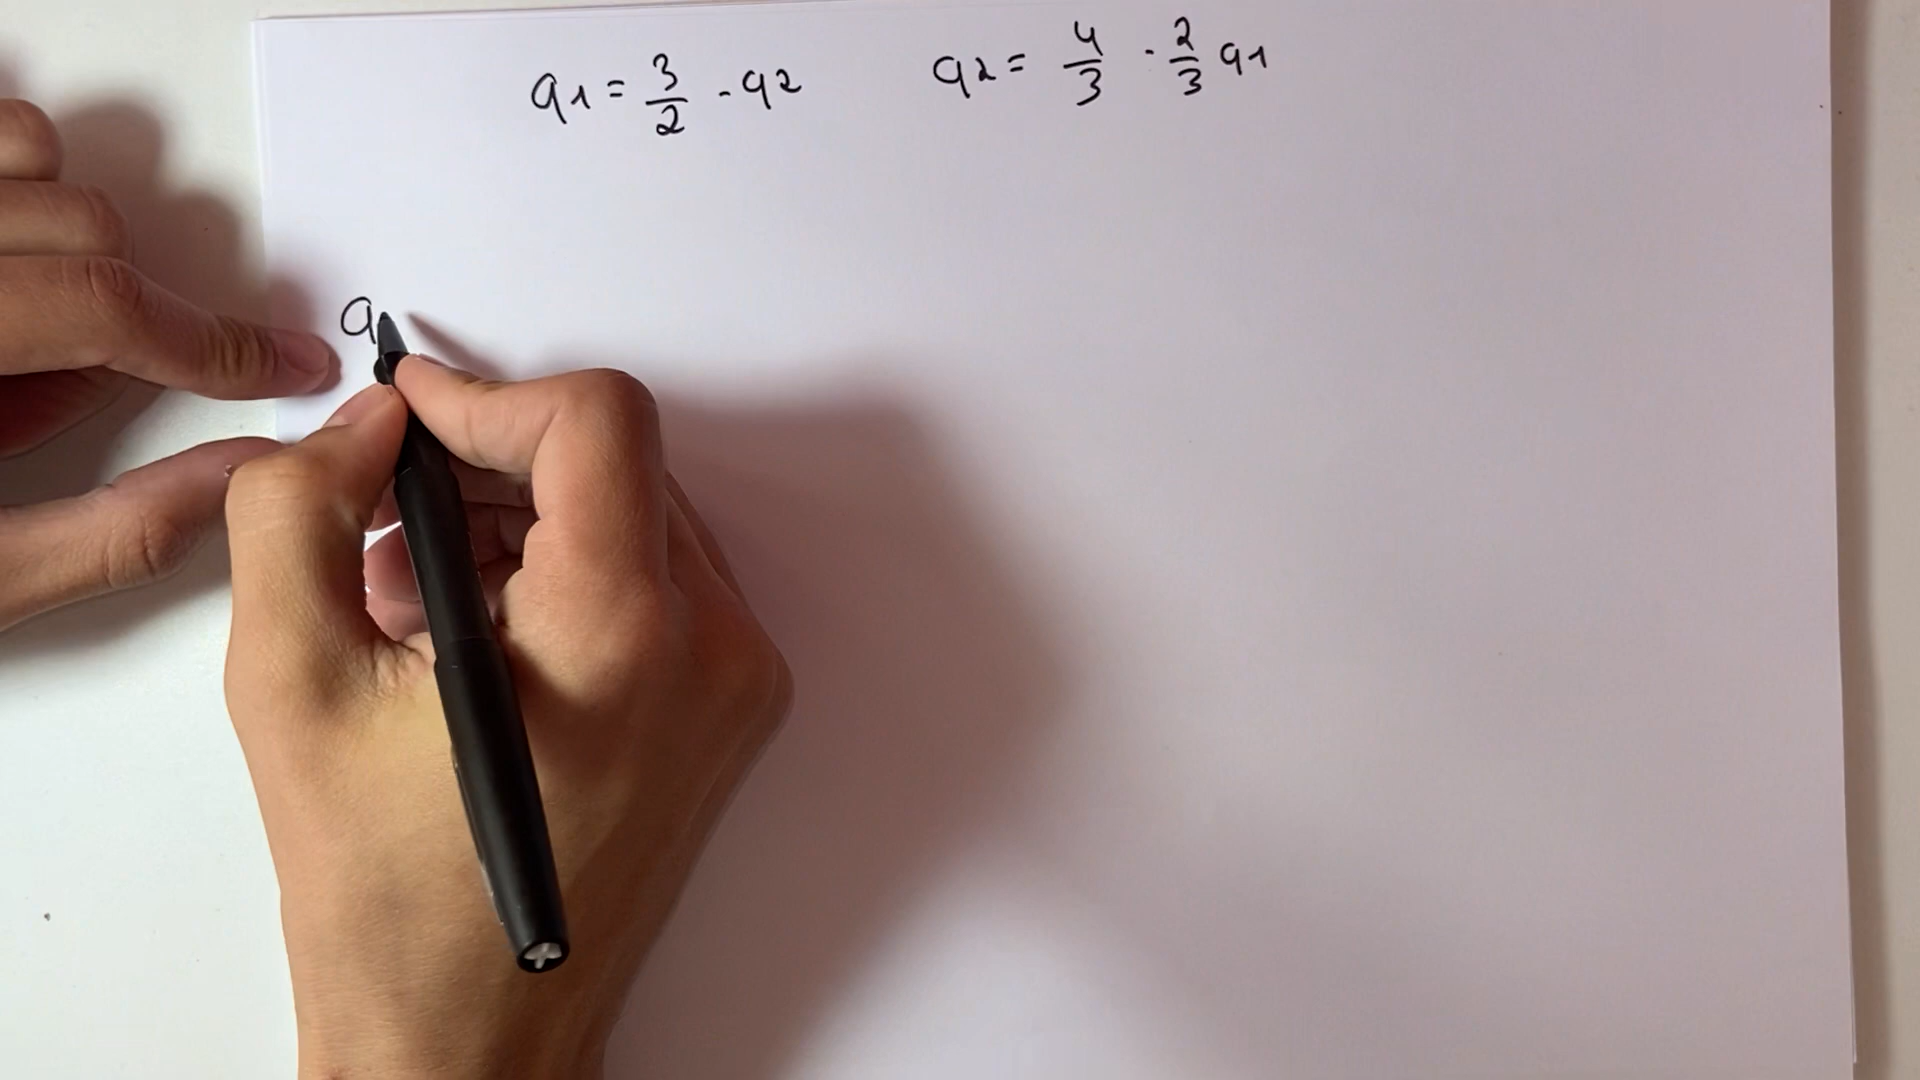 q1 = 3/2 - q2
q2 = 4/3 - 2/3 q1
q